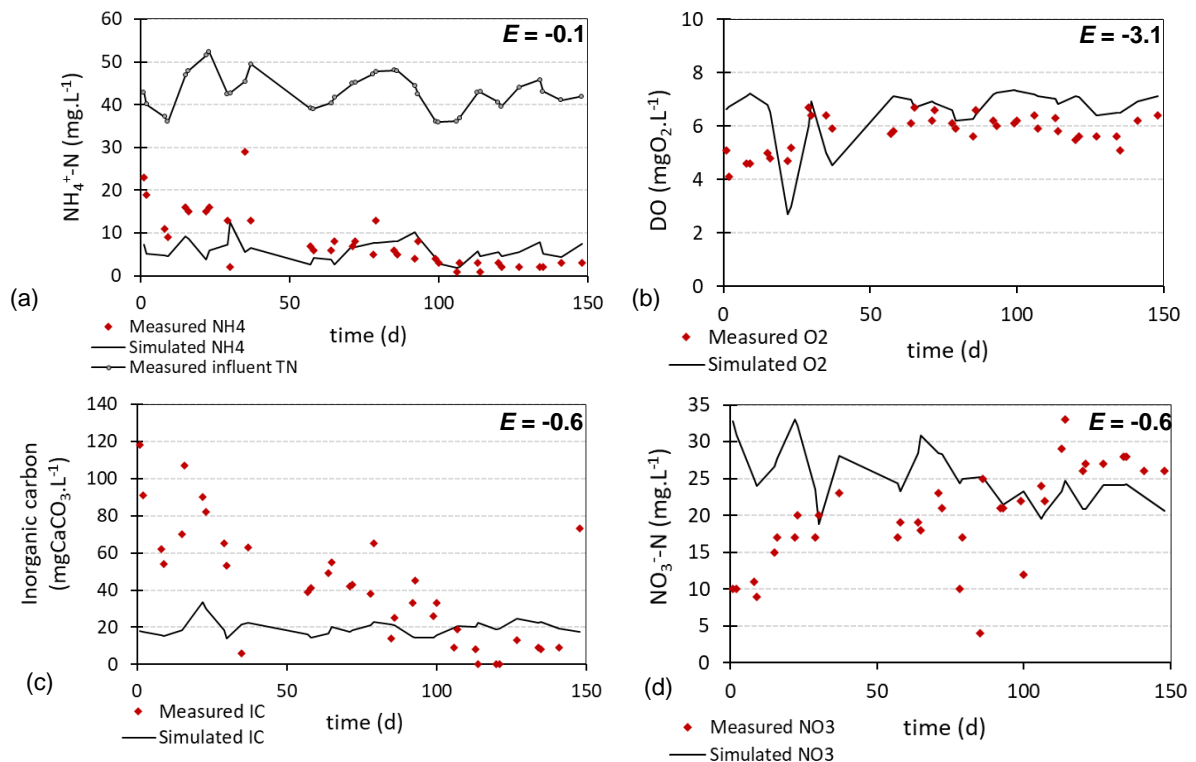 60
50
40
30
20
10
0
NH₄⁺-N (mg.L⁻¹)
E = -0.1
0 50 100 150
time (d)
(a)
Measured NH4
Simulated NH4
Measured influent TN
10
8
6
4
2
0
DO (mgO₂.L⁻¹)
E = -3.1
0 50 100 150
time (d)
(b)
Measured O2
Simulated O2
140
120
100
80
60
40
20
0
Inorganic carbon
(mgCaCO₃.L⁻¹)
E = -0.6
0 50 100 150
time (d)
(c)
Measured IC
Simulated IC
35
30
25
20
15
10
5
0
NO₃⁻-N (mg.L⁻¹)
E = -0.6
0 50 100 150
time (d)
(d)
Measured NO3
Simulated NO3